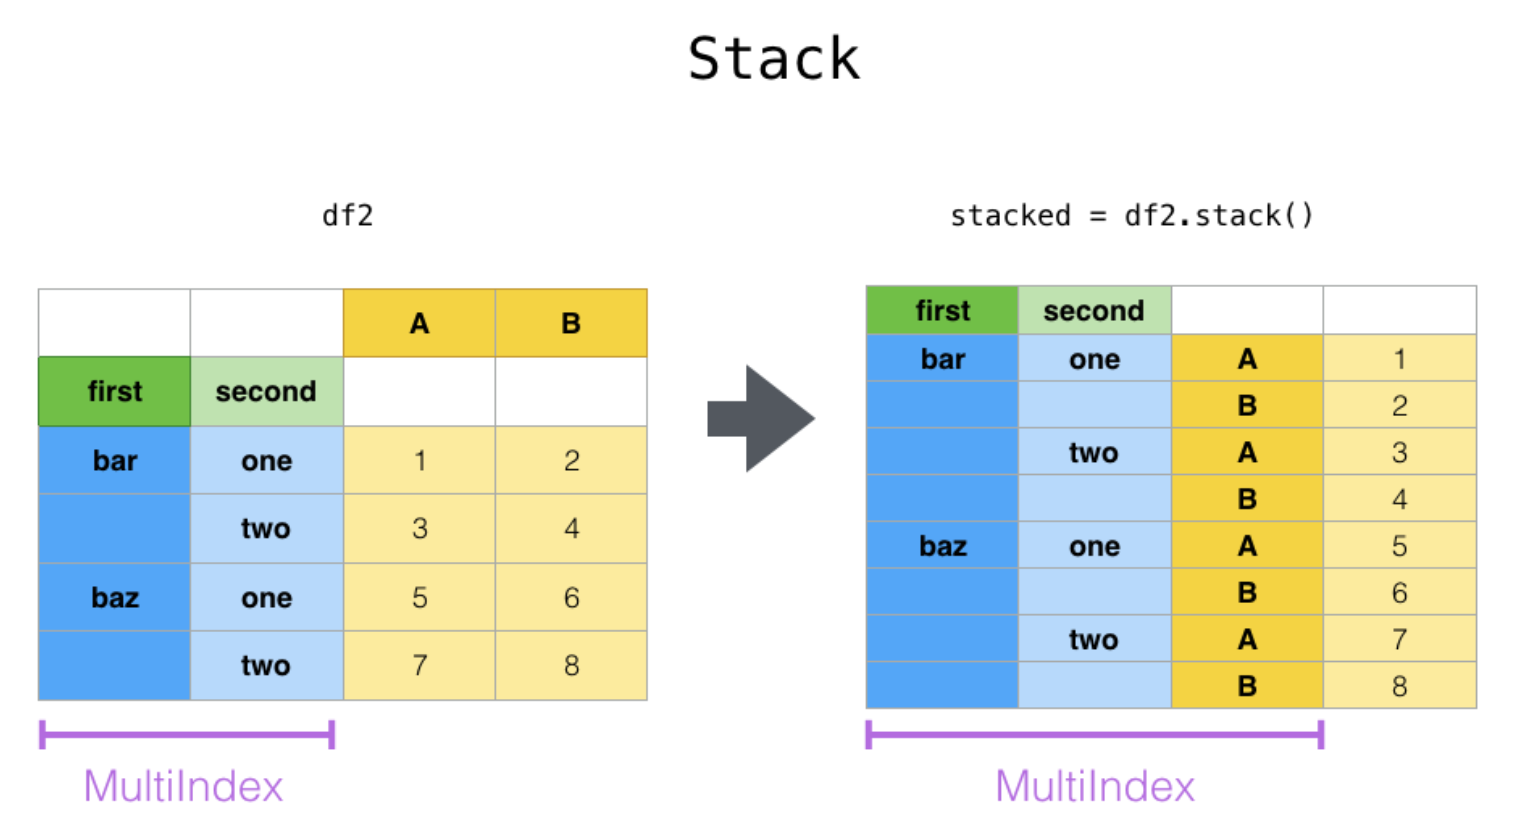 Stack
df2
A B
first second
bar one 1 2
two 3 4
baz one 5 6
two 7 8
MultiIndex
stacked = df2.stack()
first second
bar one A 1
B 2
two A 3
B 4
baz one A 5
B 6
two A 7
B 8
MultiIndex